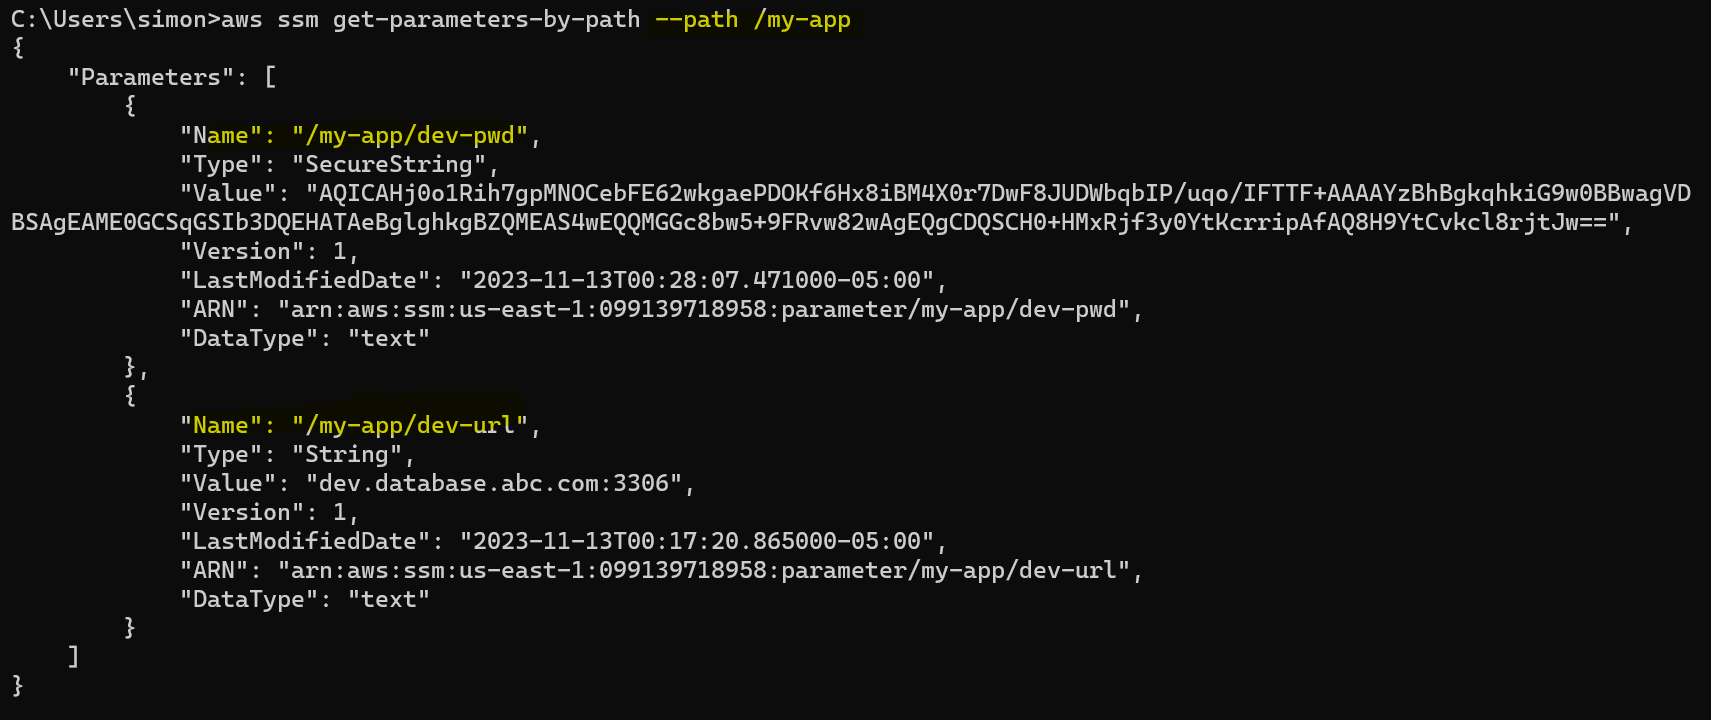 C:\Users\simon>aws ssm get-parameters-by-path --path /my-app
{
    "Parameters": [
        {
            "Name": "/my-app/dev-pwd",
            "Type": "SecureString",
            "Value": "AQICAHj0o1Rih7gpMNOCebFE62wkgaePDOKf6Hx8iBM4X0r7DwF8JUDWbqbIP/uqo/IFTTF+AAAAYzBhBgkqhkiG9w0BBwagVD
BSAgEAME0GCSqGSIb3DQEHATAeBglghkgBZQMEAS4wEQQMGGc8bw5+9FRvw82wAgEQgCDQSCH0+HMxRjf3y0YtKcrripAfAQ8H9YtCvkcl8rjtJw==",
            "Version": 1,
            "LastModifiedDate": "2023-11-13T00:28:07.471000-05:00",
            "ARN": "arn:aws:ssm:us-east-1:099139718958:parameter/my-app/dev-pwd",
            "DataType": "text"
        },
        {
            "Name": "/my-app/dev-url",
            "Type": "String",
            "Value": "dev.database.abc.com:3306",
            "Version": 1,
            "LastModifiedDate": "2023-11-13T00:17:20.865000-05:00",
            "ARN": "arn:aws:ssm:us-east-1:099139718958:parameter/my-app/dev-url",
            "DataType": "text"
        }
    ]
}